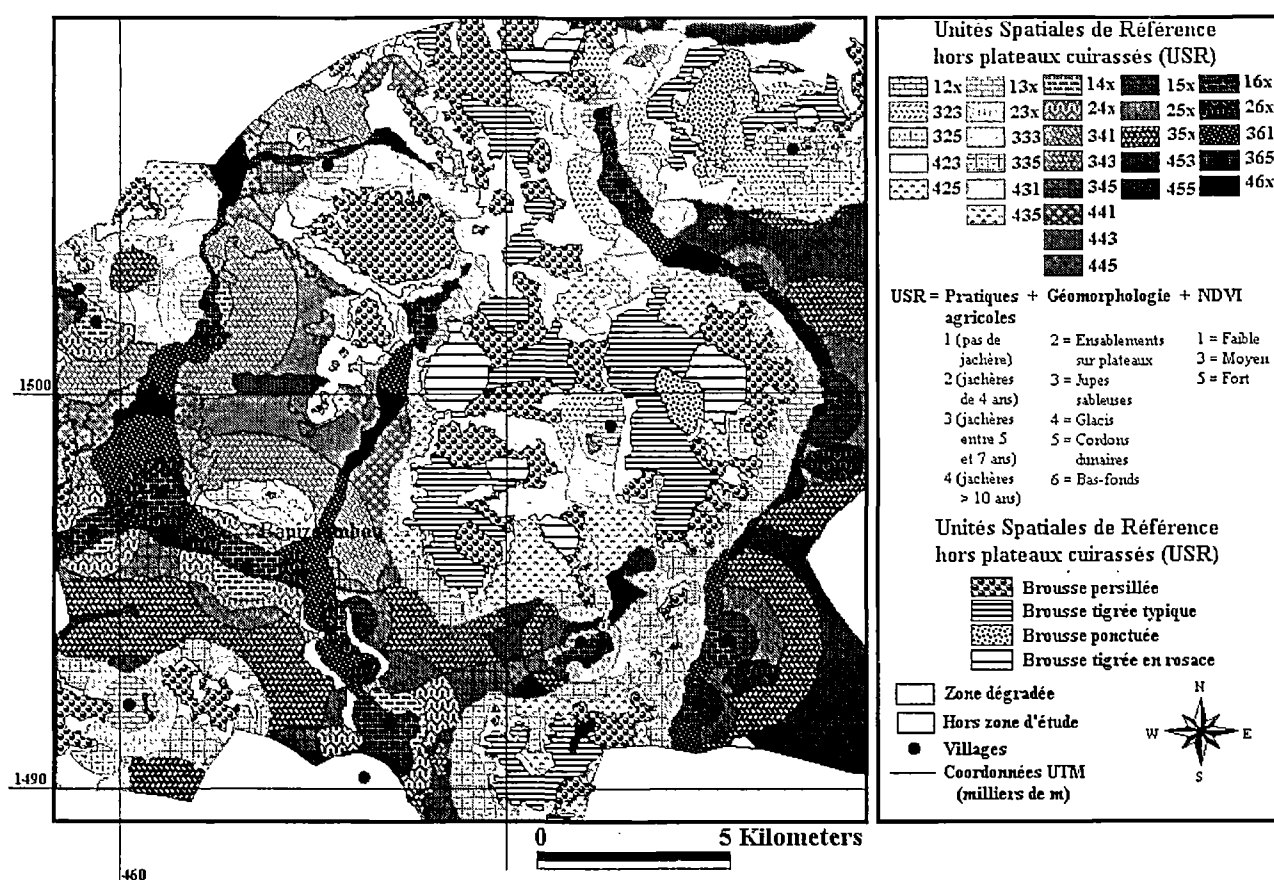 Unités Spatiales de Référence
hors plateaux cuirassés (USR)
12x 13x 14x 15x 16x
323 23x 24x 25x 26x
325 333 341 35x 361
423 335 343 453 365
425 431 345 455 46x
435 441
443
445
USR = Pratiques + Géomorphologie + NDVI
agricoles
1 (pas de jachère)
2 (jachères de 4 ans)
3 (jachères entre 5 et 7 ans)
4 (jachères > 10 ans)
2 = Ensablements sur plateaux
3 = Jupes sableuses
4 = Glacis
5 = Cordons dunaires
6 = Bas-fonds
1 = Faible
3 = Moyen
5 = Fort
Unités Spatiales de Référence
hors plateaux cuirassés (USR)
Brousse persillée
Brousse tigrée typique
Brousse ponctuée
Brousse tigrée en rosace
Zone dégradée
Hors zone d'étude
Villages
Coordonnées UTM
(milliers de m)
N
W E
S
1500
1490
460
0 5 Kilometers